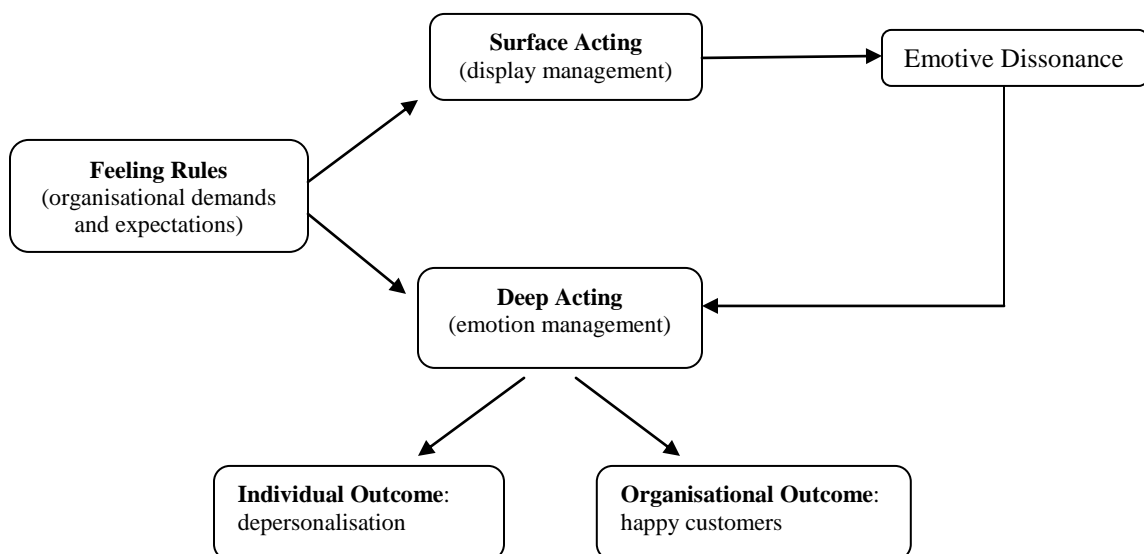 Surface Acting
(display management)
Emotive Dissonance
Feeling Rules
(organisational demands
and expectations)
Deep Acting
(emotion management)
Individual Outcome:
depersonalisation
Organisational Outcome:
happy customers